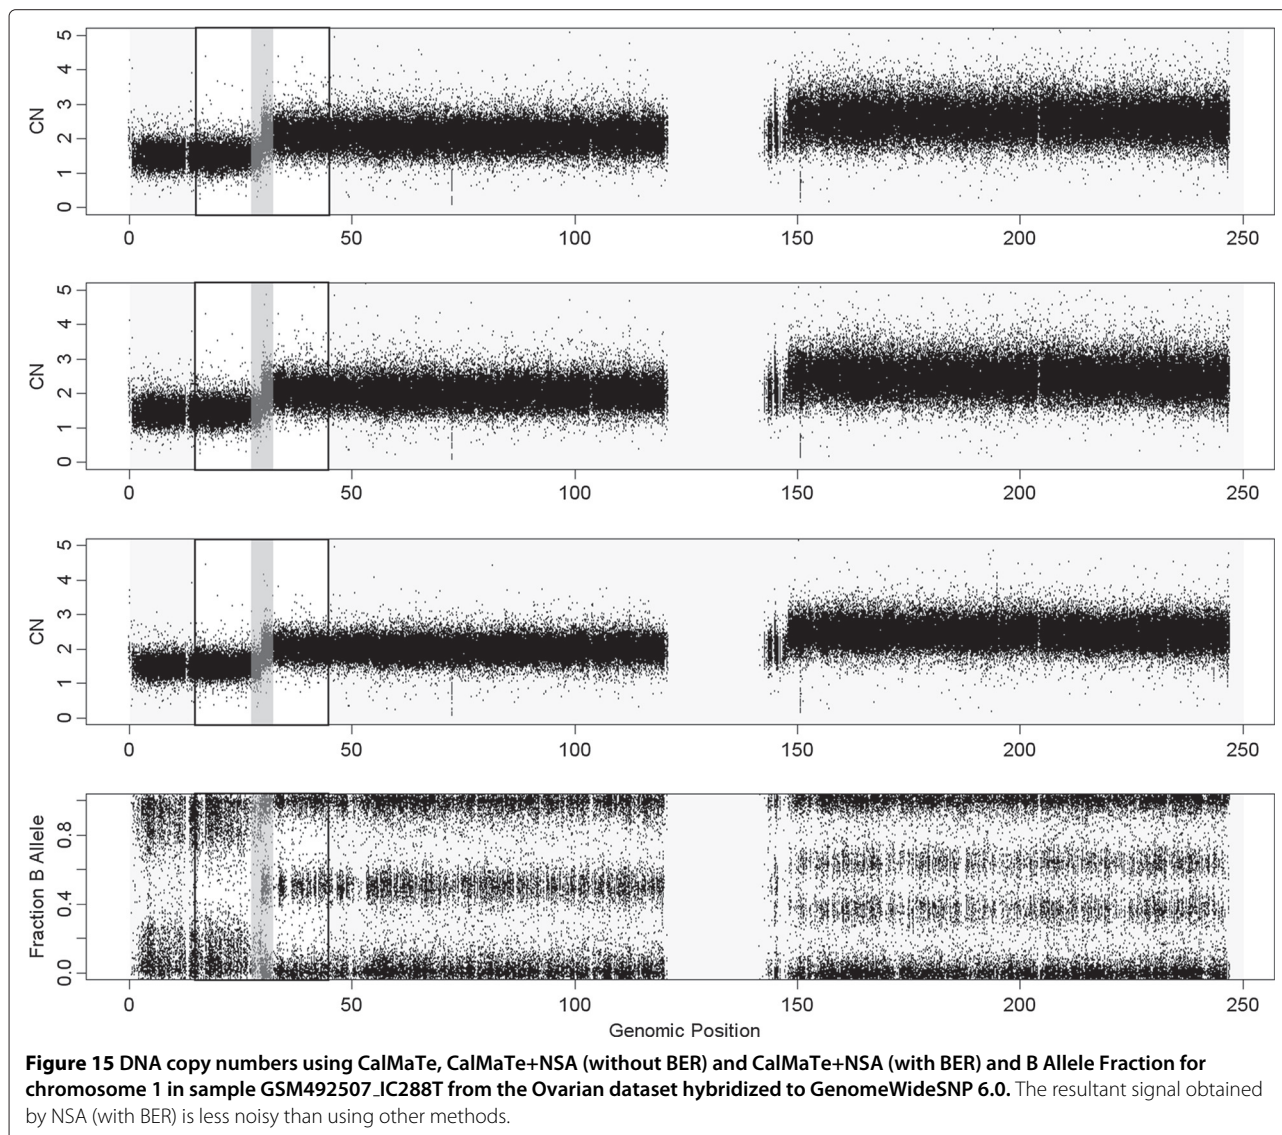 CN
5
4
3
2
1
0
0 50 100 150 200 250
CN
5
4
3
2
1
0
0 50 100 150 200 250
CN
5
4
3
2
1
0
0 50 100 150 200 250
Fraction B Allele
0.8
0.4
0.0
0 50 100 150 200 250
Genomic Position
Figure 15 DNA copy numbers using CalMaTe, CalMaTe+NSA (without BER) and CalMaTe+NSA (with BER) and B Allele Fraction for
chromosome 1 in sample GSM492507_IC288T from the Ovarian dataset hybridized to GenomeWideSNP 6.0. The resultant signal obtained
by NSA (with BER) is less noisy than using other methods.